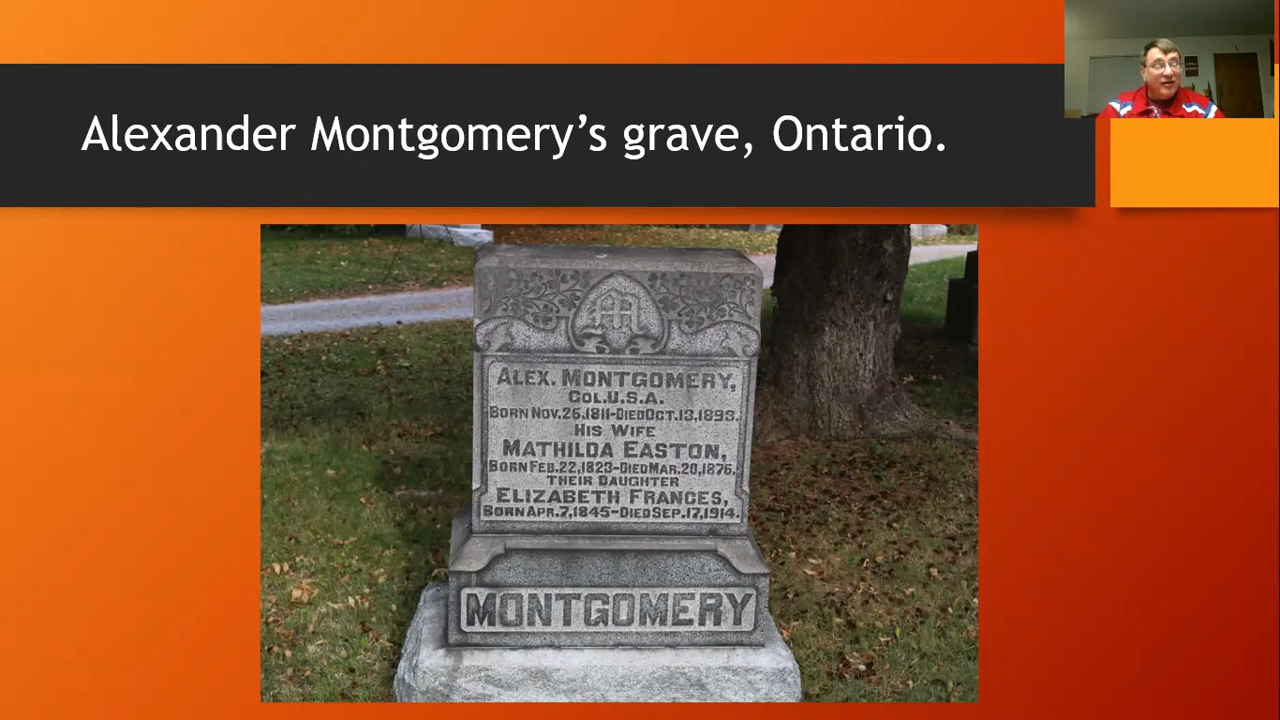 Alexander Montgomery’s grave, Ontario.
ALEX. MONTGOMERY,
COL.U.S.A.
BORN NOV.26,1811-DIED OCT.13,1893.
HIS WIFE
MATHILDA EASTON,
BORN FEB.22,1823-DIED MAR.20,1876,
THEIR DAUGHTER
ELIZABETH FRANCES,
BORN APR.7,1845-DIED SEP.17,1914.
MONTGOMERY